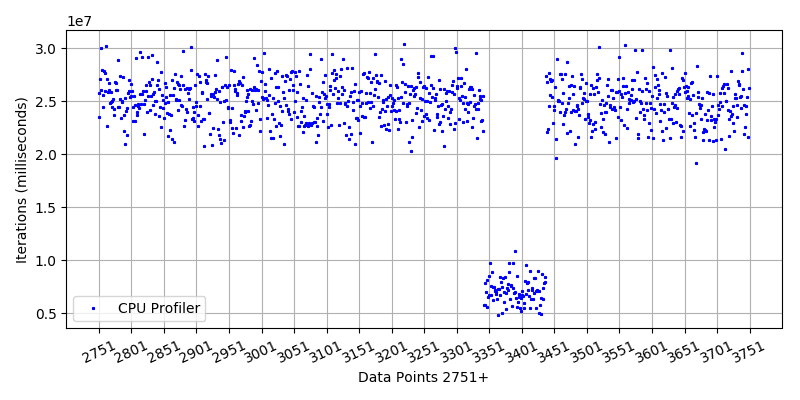 1e7
3.0
2.5
2.0
1.5
1.0
0.5
Iterations (milliseconds)
CPU Profiler
2751 2801 2851 2901 2951 3001 3051 3101 3151 3201 3251 3301 3351 3401 3451 3501 3551 3601 3651 3701 3751
Data Points 2751+